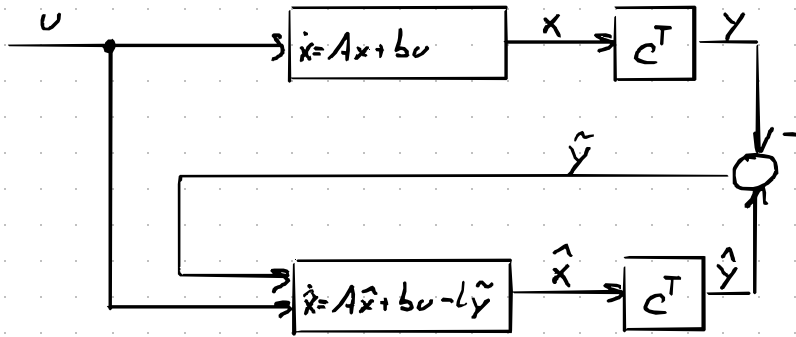 u
ẋ = Ax + bu
x
cᵀ
y
-
ỹ
x̂̇ = Ax̂ + bu - lỹ
x̂
cᵀ
ŷ